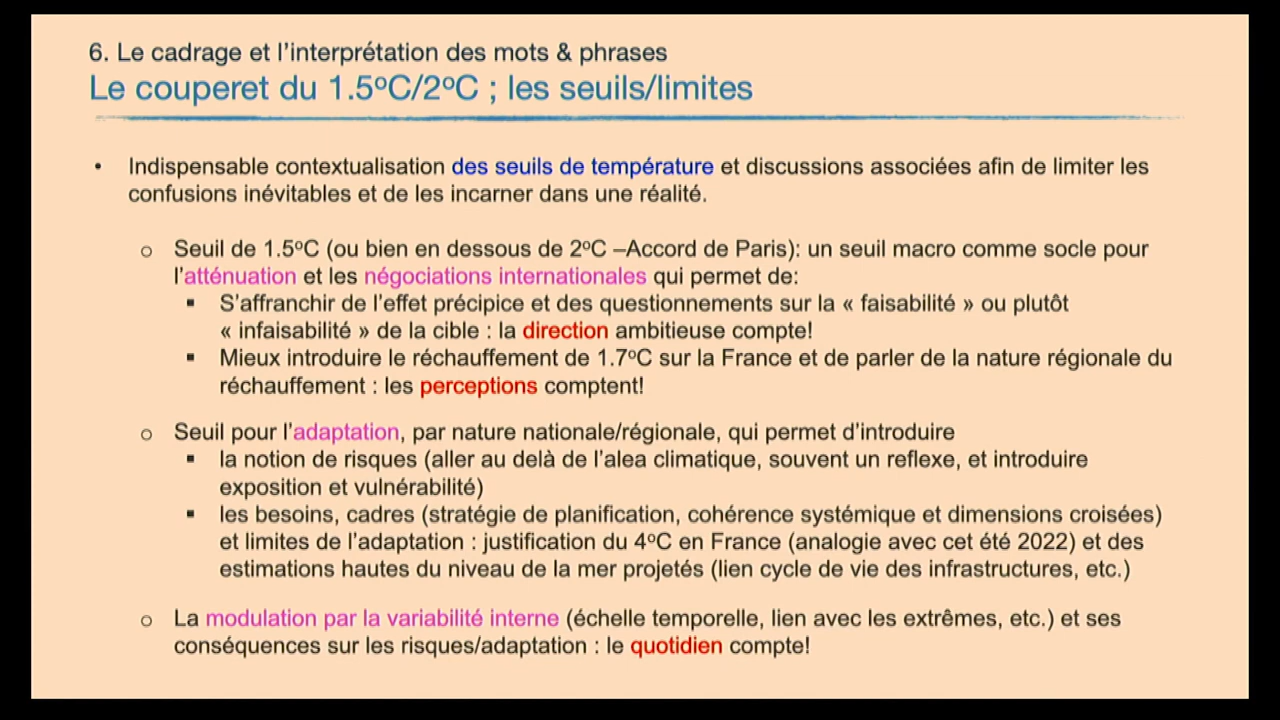 6. Le cadrage et l'interprétation des mots & phrases
Le couperet du 1.5ºC/2ºC ; les seuils/limites
• Indispensable contextualisation des seuils de température et discussions associées afin de limiter les
confusions inévitables et de les incarner dans une réalité.
o Seuil de 1.5ºC (ou bien en dessous de 2ºC –Accord de Paris): un seuil macro comme socle pour
l'atténuation et les négociations internationales qui permet de:
▪ S'affranchir de l'effet précipice et des questionnements sur la « faisabilité » ou plutôt
« infaisabilité » de la cible : la direction ambitieuse compte!
▪ Mieux introduire le réchauffement de 1.7ºC sur la France et de parler de la nature régionale du
réchauffement : les perceptions comptent!
o Seuil pour l'adaptation, par nature nationale/régionale, qui permet d'introduire
▪ la notion de risques (aller au delà de l'alea climatique, souvent un reflexe, et introduire
exposition et vulnérabilité)
▪ les besoins, cadres (stratégie de planification, cohérence systémique et dimensions croisées)
et limites de l'adaptation : justification du 4ºC en France (analogie avec cet été 2022) et des
estimations hautes du niveau de la mer projetés (lien cycle de vie des infrastructures, etc.)
o La modulation par la variabilité interne (échelle temporelle, lien avec les extrêmes, etc.) et ses
conséquences sur les risques/adaptation : le quotidien compte!